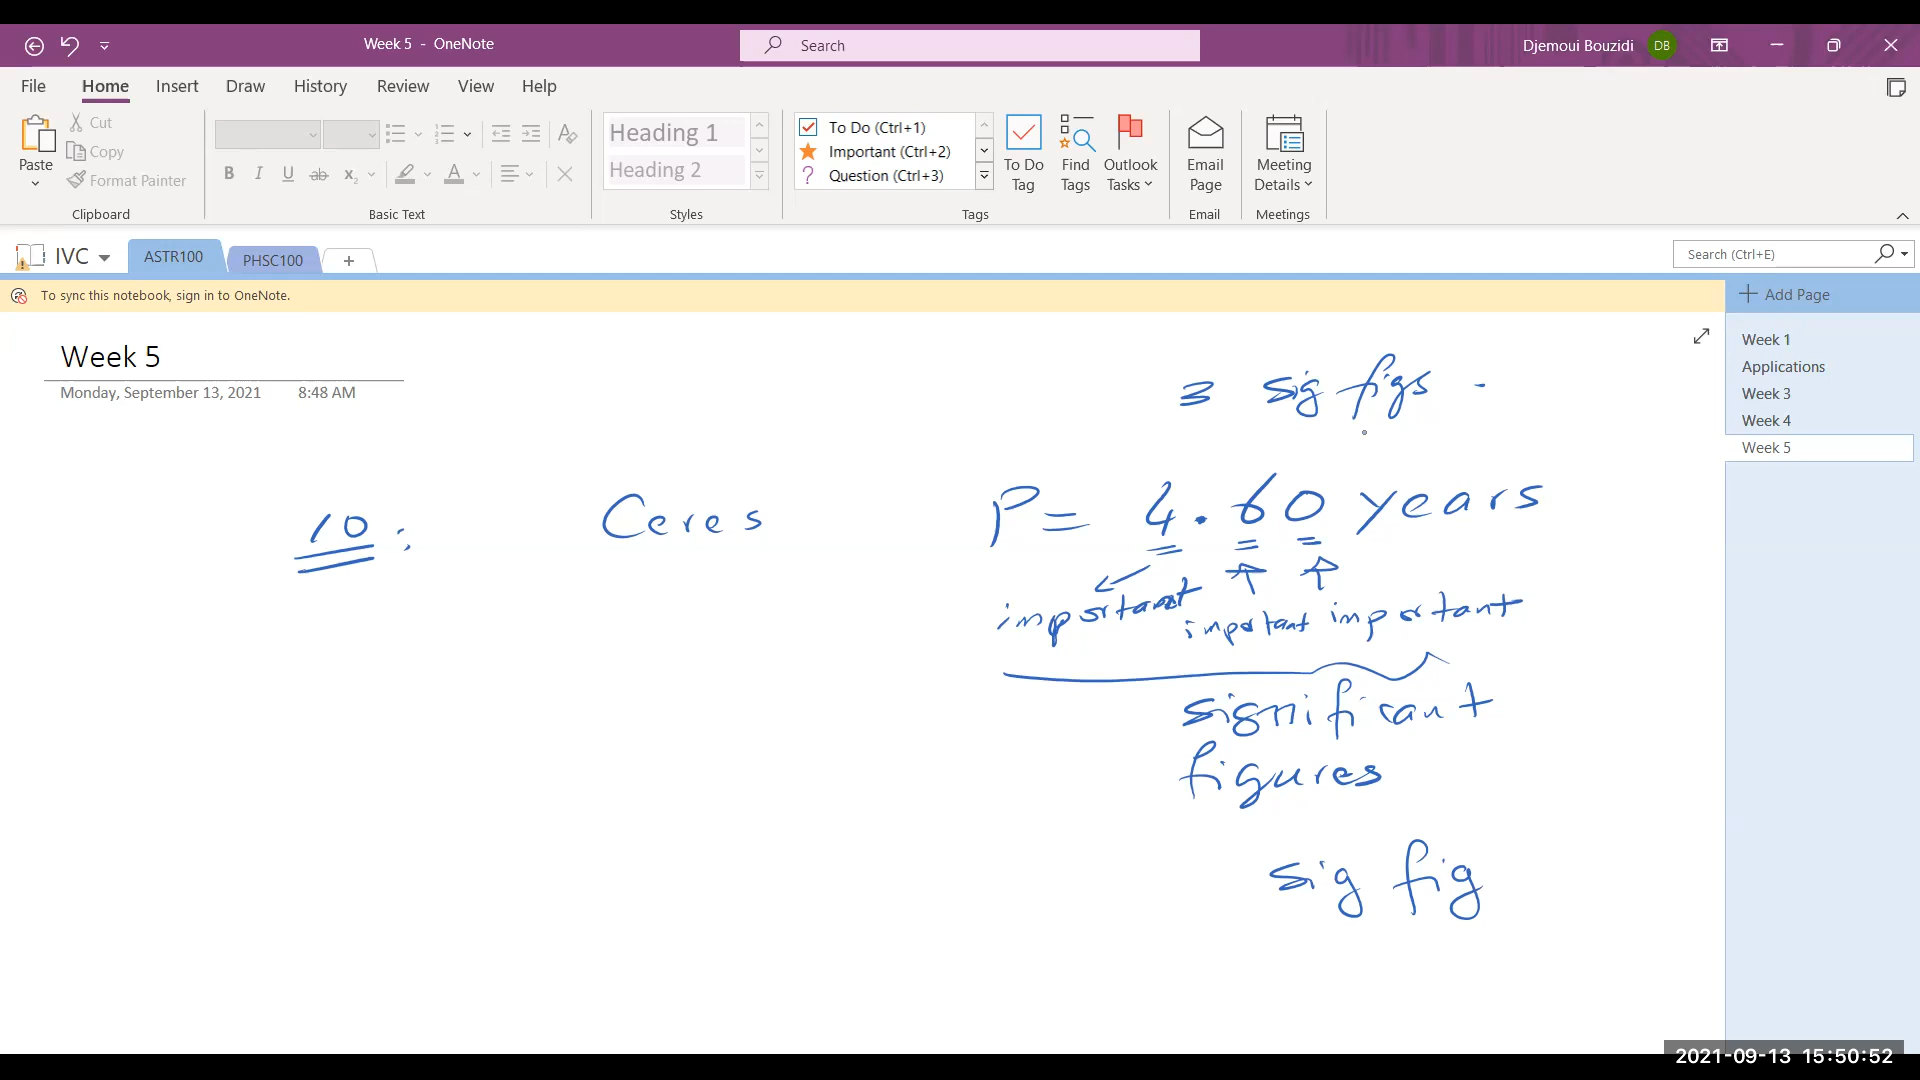 Week 5 - OneNote
Search
Djemoui Bouzidi
DB
File Home Insert Draw History Review View Help
Paste
Cut
Copy
Format Painter
Clipboard
B I U ab x₂ A
Basic Text
Heading 1
Heading 2
Styles
To Do (Ctrl+1)
Important (Ctrl+2)
Question (Ctrl+3)
To Do Tag
Find Tags
Outlook Tasks
Tags
Email Page
Email
Meeting Details
Meetings
IVC
ASTR100
PHSC100
+
Search (Ctrl+E)
To sync this notebook, sign in to OneNote.
Add Page
Week 1
Applications
Week 3
Week 4
Week 5
Week 5
Monday, September 13, 2021 8:48 AM
3 sig figs -
10 : Ceres P = 4.60 years
important important important
significant
figures
sig fig
2021-09-13 15:50:52